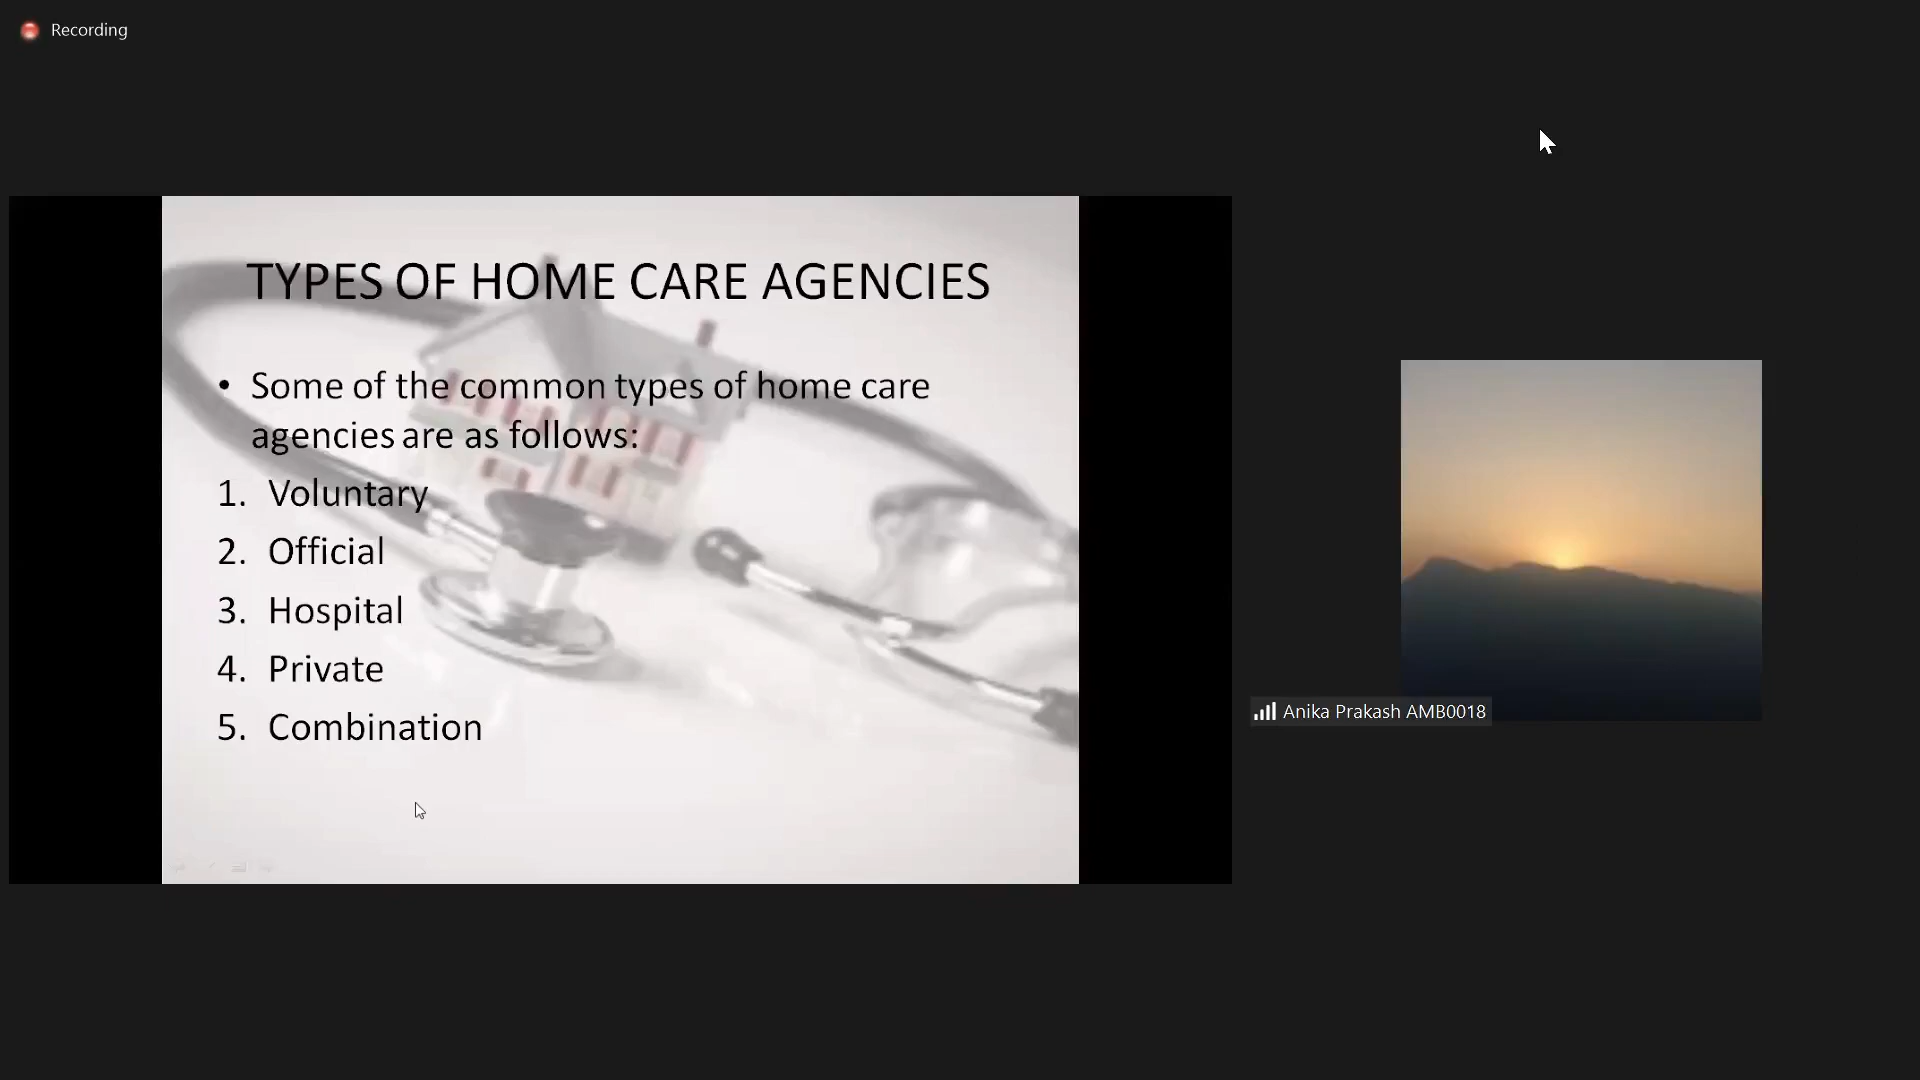 Recording
TYPES OF HOME CARE AGENCIES
• Some of the common types of home care
agencies are as follows:
1. Voluntary
2. Official
3. Hospital
4. Private
5. Combination
Anika Prakash AMB0018